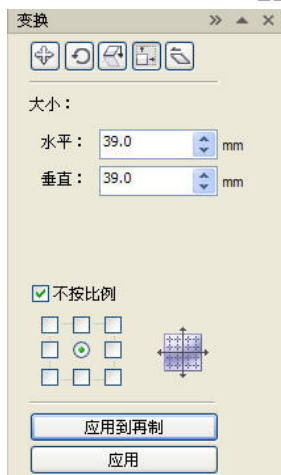 变换
大小：
水平： 39.0 mm
垂直： 39.0 mm
不按比例
应用到再制
应用